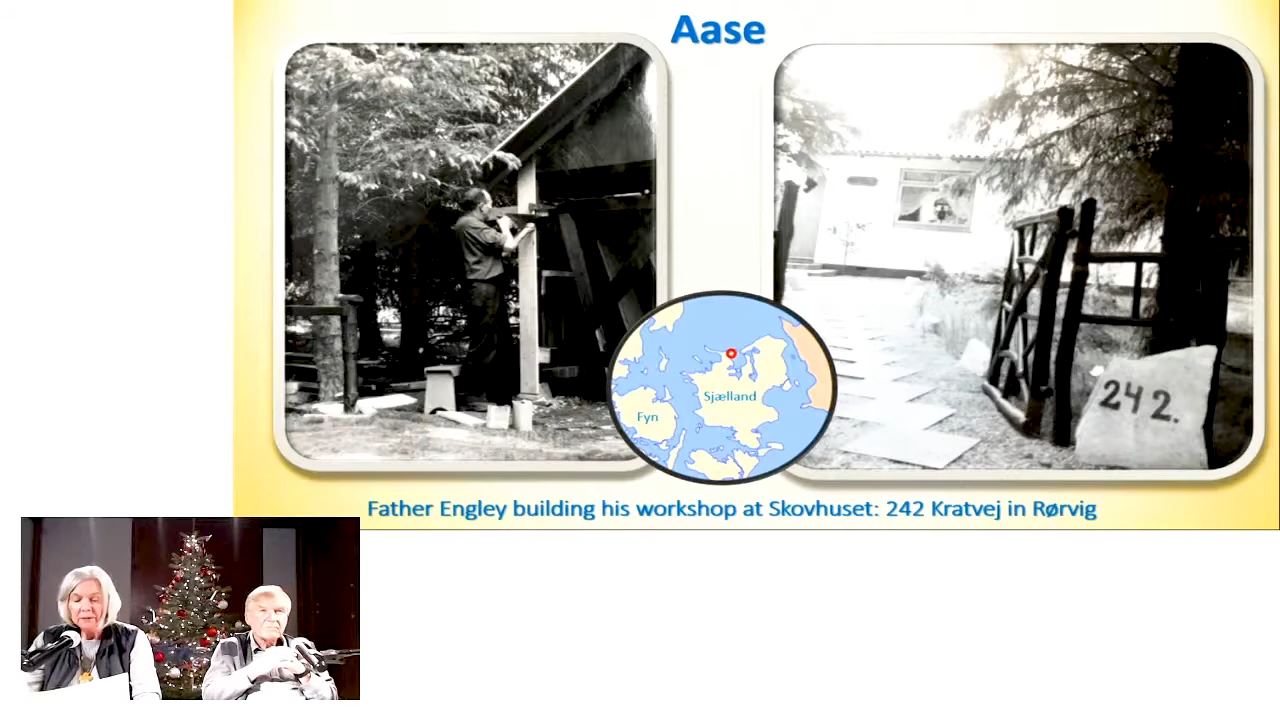 Aase
242.
Sjælland
Fyn
Father Engley building his workshop at Skovhuset: 242 Kratvej in Rørvig